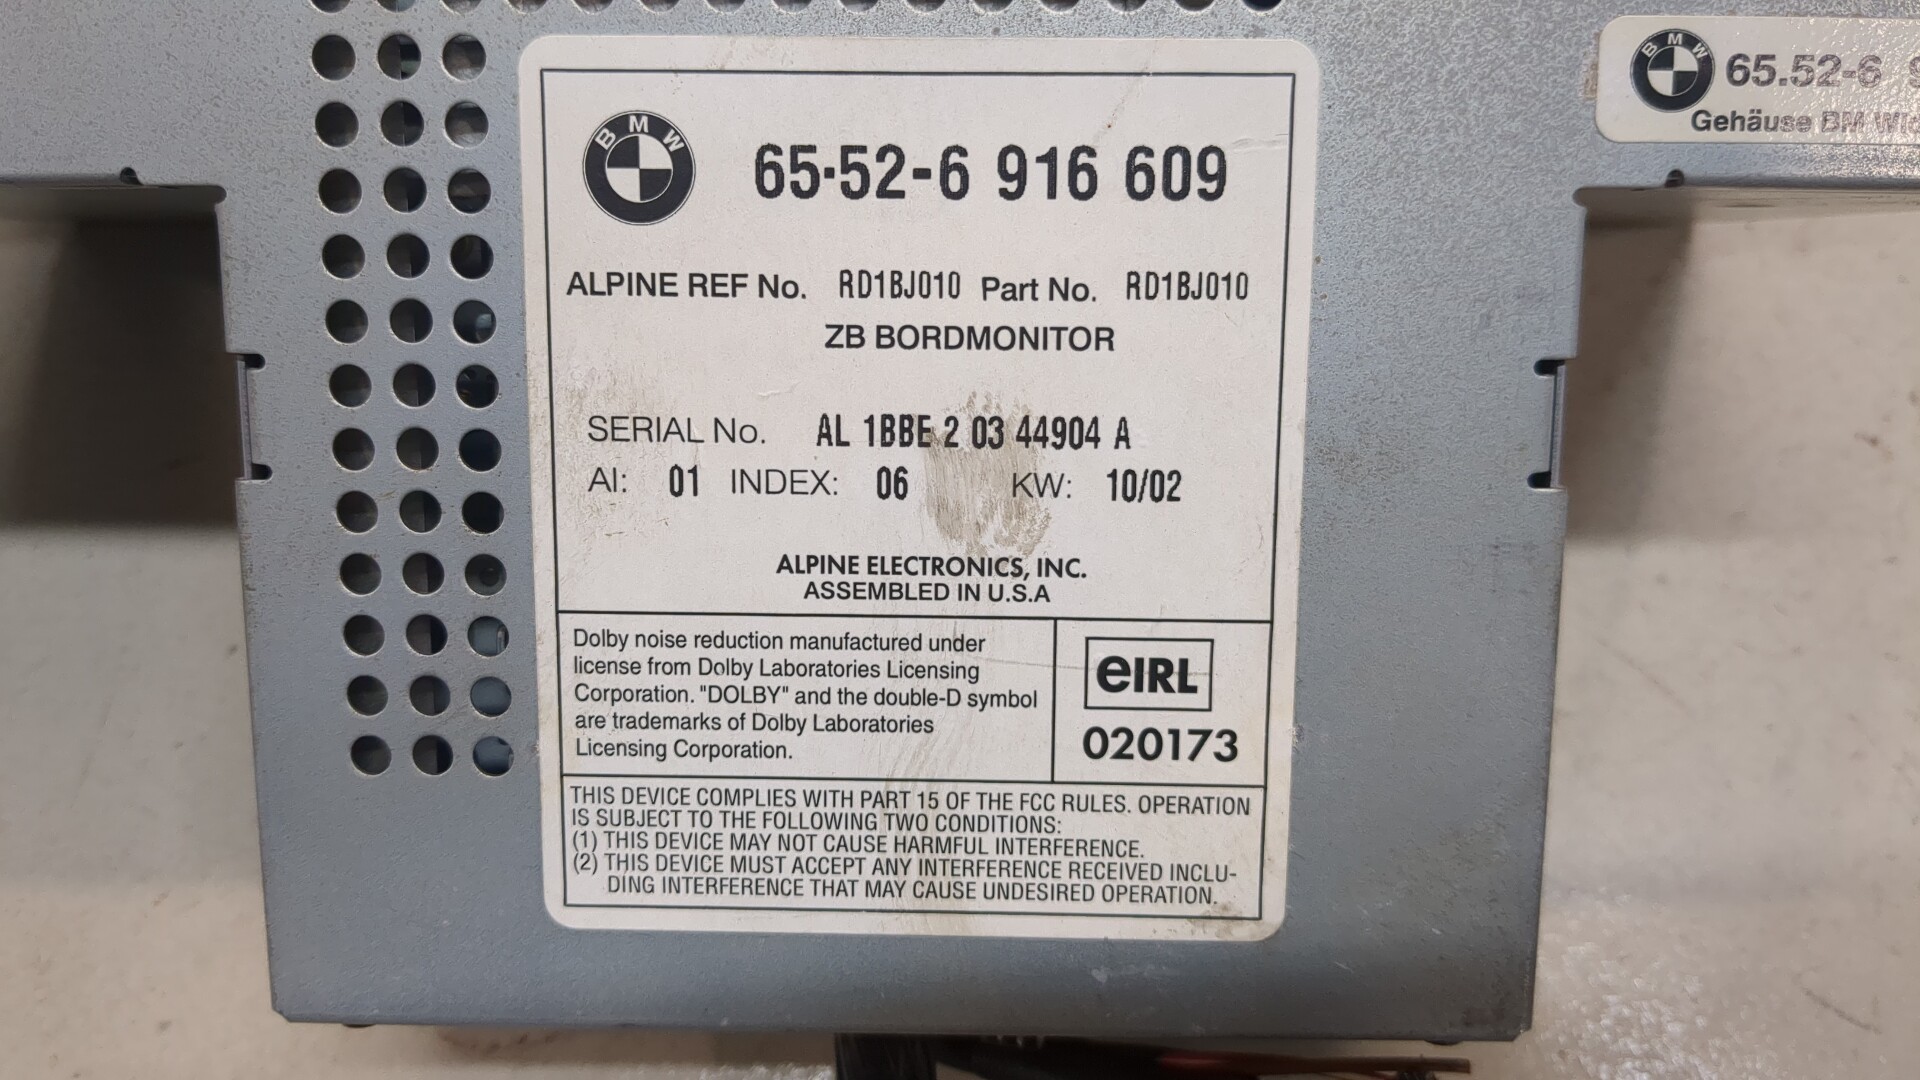 BMW
65·52-6 916 609
ALPINE REF No. RD1BJ010 Part No. RD1BJ010
ZB BORDMONITOR
SERIAL No. AL 1BBE 2 03 44904 A
AI: 01 INDEX: 06 KW: 10/02
ALPINE ELECTRONICS, INC.
ASSEMBLED IN U.S.A
Dolby noise reduction manufactured under
license from Dolby Laboratories Licensing
Corporation. "DOLBY" and the double-D symbol
are trademarks of Dolby Laboratories
Licensing Corporation.
eIRL
020173
THIS DEVICE COMPLIES WITH PART 15 OF THE FCC RULES. OPERATION
IS SUBJECT TO THE FOLLOWING TWO CONDITIONS:
(1) THIS DEVICE MAY NOT CAUSE HARMFUL INTERFERENCE.
(2) THIS DEVICE MUST ACCEPT ANY INTERFERENCE RECEIVED INCLU-
DING INTERFERENCE THAT MAY CAUSE UNDESIRED OPERATION.
BMW
65.52-6
Gehäuse BM